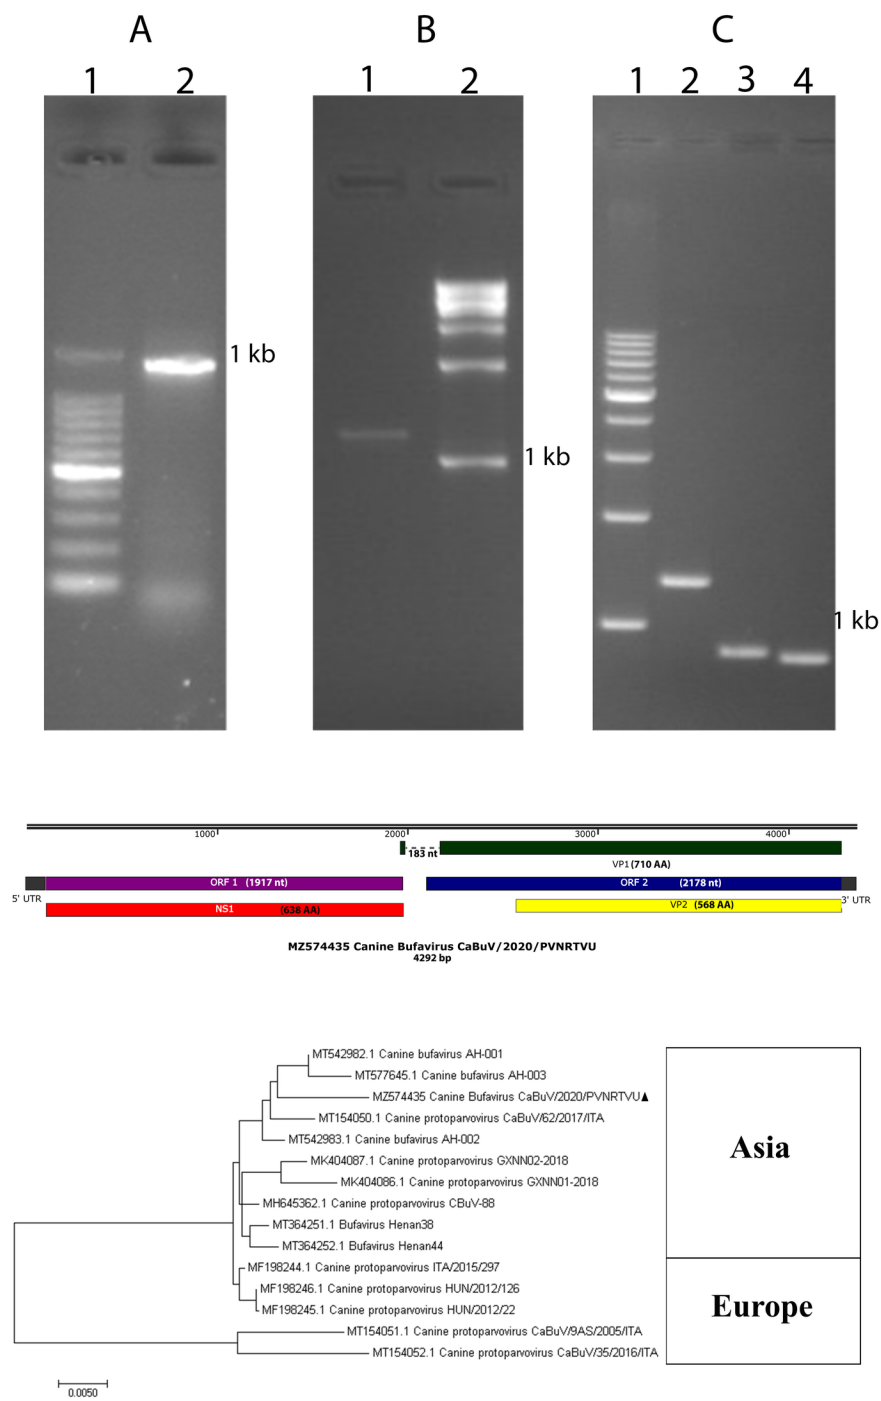 A
B
C
1 2
1 2
1 2 3 4
1 kb
1 kb
1 kb
1000 2000 3000 4000
183 nt
VP1 (710 AA)
ORF 1 (1917 nt)
ORF 2 (2178 nt)
5' UTR
3' UTR
NS1 (638 AA)
VP2 (568 AA)
MZ574435 Canine Bufavirus CaBuV/2020/PVNRTVU
4292 bp
MT542982.1 Canine bufavirus AH-001
MT577645.1 Canine bufavirus AH-003
MZ574435 Canine Bufavirus CaBuV/2020/PVNRTVU▲
MT154050.1 Canine protoparvovirus CaBuV/62/2017/ITA
MT542983.1 Canine bufavirus AH-002
MK404087.1 Canine protoparvovirus GXNN02-2018
MK404086.1 Canine protoparvovirus GXNN01-2018
MH645362.1 Canine protoparvovirus CBuV-88
MT364251.1 Bufavirus Henan38
MT364252.1 Bufavirus Henan44
MF198244.1 Canine protoparvovirus ITA/2015/297
MF198246.1 Canine protoparvovirus HUN/2012/126
MF198245.1 Canine protoparvovirus HUN/2012/22
MT154051.1 Canine protoparvovirus CaBuV/9AS/2005/ITA
MT154052.1 Canine protoparvovirus CaBuV/35/2016/ITA
Asia
Europe
0.0050